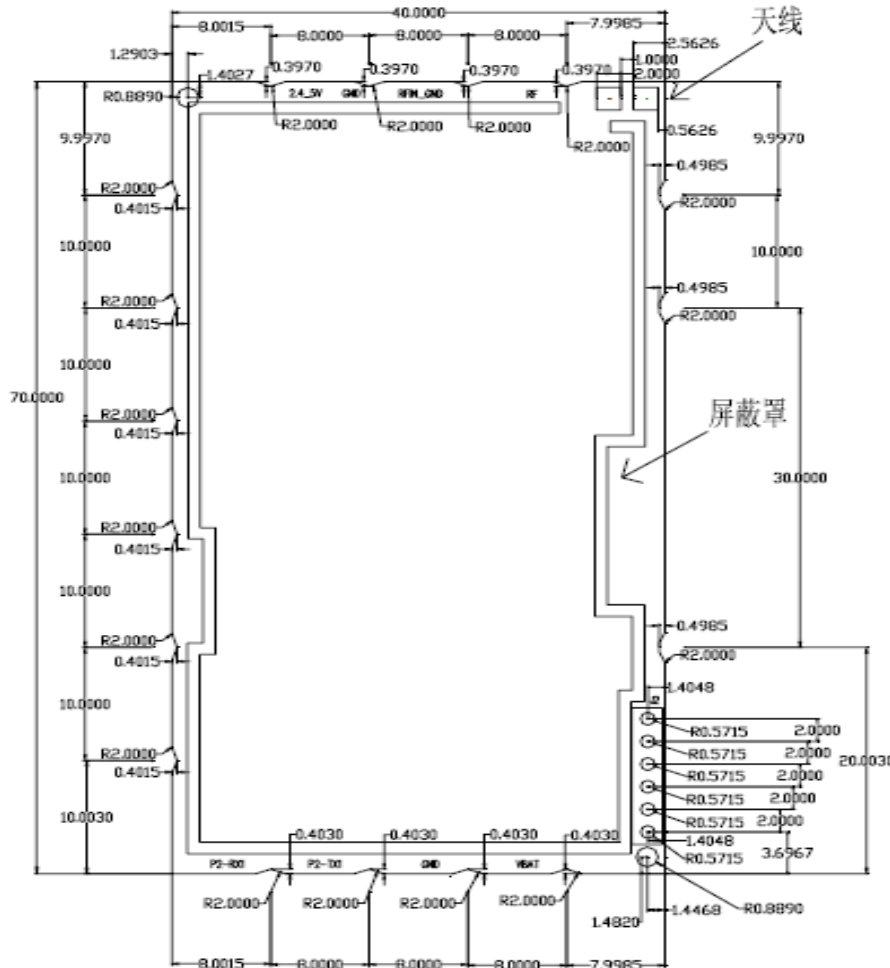 40.0000
8.0015
7.9985
8.0000
8.0000
8.0000
2.5626
天线
1.2903
1.0000
1.4027
0.3970
0.3970
0.3970
0.3970
2.0000
R0.8890
2.4_5V
GND
RFIN_GND
RF
R2.0000
R2.0000
R2.0000
R2.0000
0.5626
9.9970
9.9970
0.4985
R2.0000
R2.0000
0.4015
10.0000
10.0000
0.4985
R2.0000
R2.0000
0.4015
10.0000
70.0000
屏蔽罩
R2.0000
0.4015
10.0000
30.0000
R2.0000
0.4015
10.0000
0.4985
R2.0000
R2.0000
0.4015
1.4048
10.0000
R0.5715
2.0000
R2.0000
R0.5715
2.0000
20.0030
0.4015
R0.5715
2.0000
R0.5715
2.0000
10.0030
R0.5715
0.4030
0.4030
0.4030
0.4030
1.4048
3.6967
R0.5715
P2-RXI
P2-TXI
GND
VBAT
R2.0000
R2.0000
R2.0000
R2.0000
R0.8890
1.4820
1.4468
8.0015
8.0000
8.0000
8.0000
7.9985